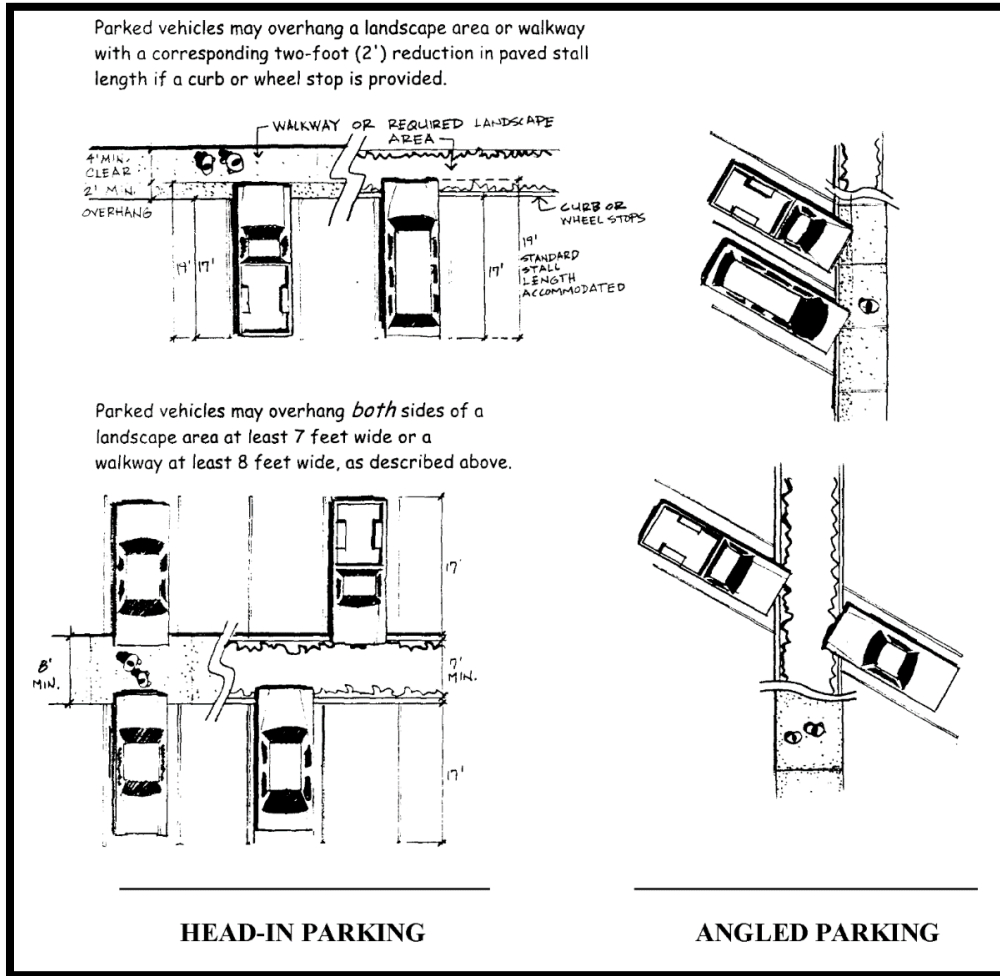 Parked vehicles may overhang a landscape area or walkway
with a corresponding two-foot (2') reduction in paved stall
length if a curb or wheel stop is provided.
WALKWAY OR REQUIRED LANDSCAPE
AREA
4' MIN.
CLEAR
2' MIN.
OVERHANG
CURB OR
WHEEL STOPS
19'
17'
17'
19'
STANDARD
STALL
LENGTH
ACCOMMODATED
Parked vehicles may overhang both sides of a
landscape area at least 7 feet wide or a
walkway at least 8 feet wide, as described above.
17'
8'
MIN.
7'
MIN.
17'
HEAD-IN PARKING
ANGLED PARKING